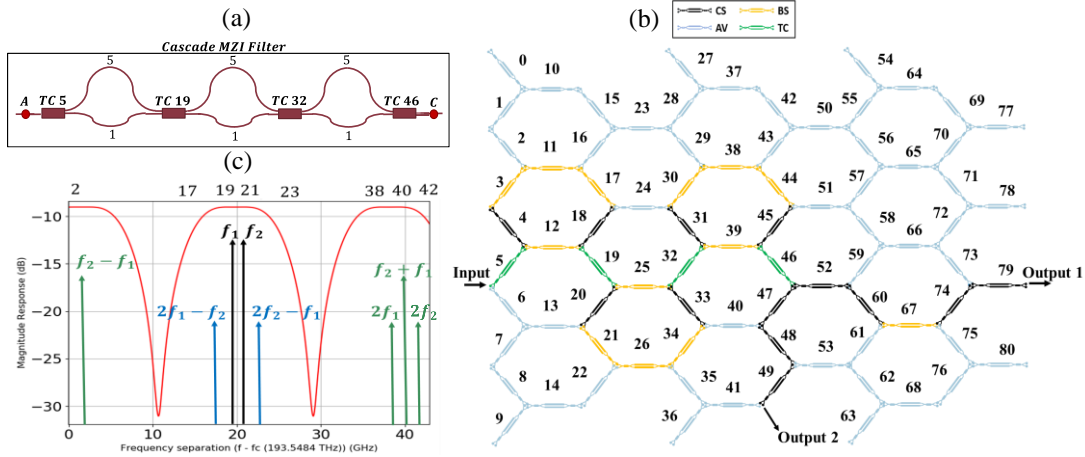 (a)
Cascade MZI Filter
5 5 5
A TC 5 TC 19 TC 32 TC 46 C
1 1 1
(c)
2 17 19 21 23 38 40 42
Magnitude Response (dB)
−10
−15
−20
−25
−30
f₁ f₂
f₂ − f₁
f₂ + f₁
2f₁ − f₂ 2f₂ − f₁ 2f₁ 2f₂
0 10 20 30 40
Frequency separation (f - fc (193.5484 THz)) (GHz)
(b)
CS BS
AV TC
0 27 54
10 37 64
1 15 23 28 42 50 55 69 77
2 11 16 29 38 43 56 65 70
3 17 24 30 44 51 57 71 78
4 12 18 31 39 45 58 66 72
Input 5 19 25 32 46 52 59 73 79 Output 1
6 13 20 33 40 47 60 67 74
7 21 26 34 48 53 61 75 80
8 14 22 35 41 49 62 68 76
9 36 63
Output 2